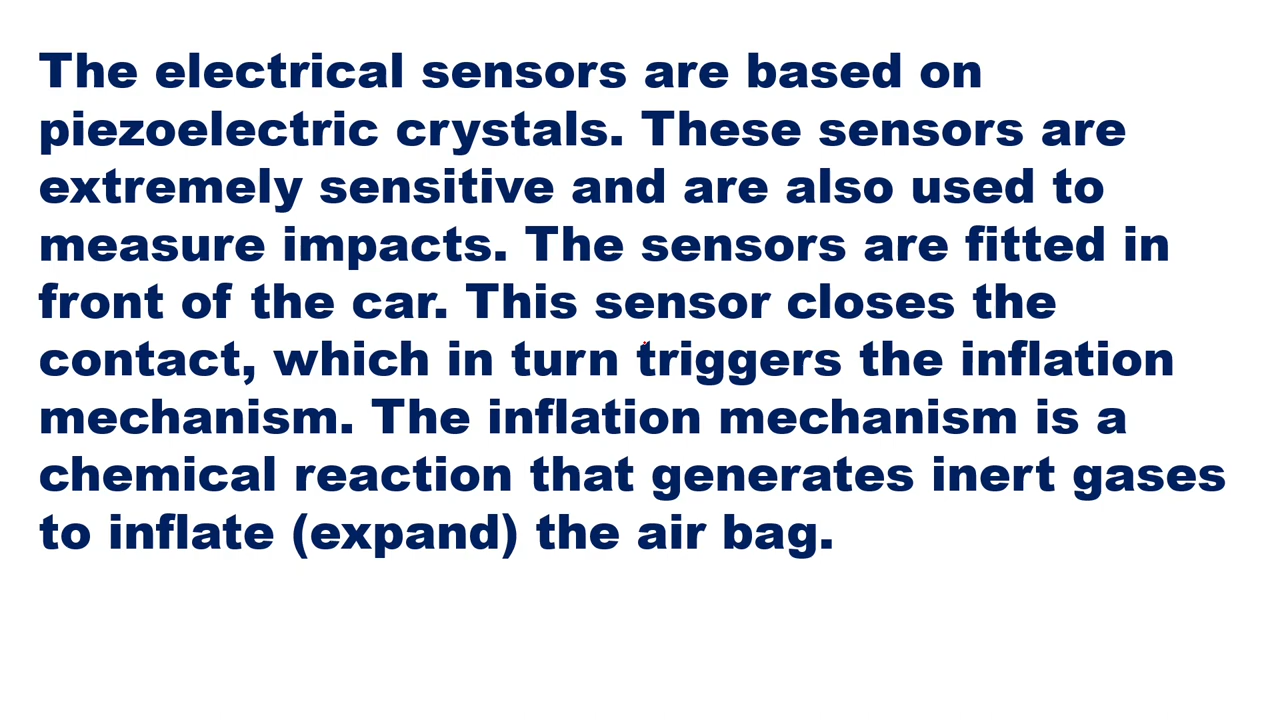 The electrical sensors are based on
piezoelectric crystals. These sensors are
extremely sensitive and are also used to
measure impacts. The sensors are fitted in
front of the car. This sensor closes the
contact, which in turn triggers the inflation
mechanism. The inflation mechanism is a
chemical reaction that generates inert gases
to inflate (expand) the air bag.